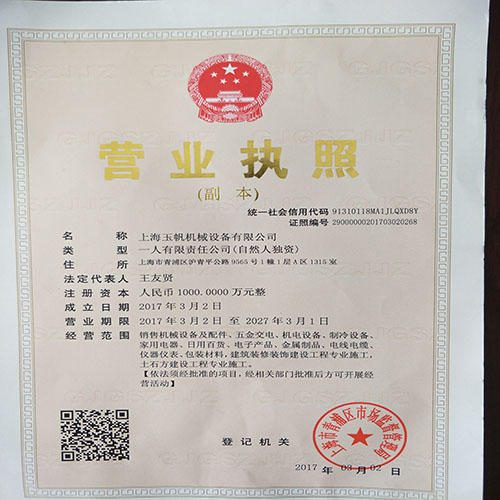 营业执照
(副 本)
统一社会信用代码 91310118MA1JLQXD8Y
证照编号 29000000201703020268
名 称 上海玉帆机械设备有限公司
类 型 一人有限责任公司(自然人独资)
住 所 上海市青浦区沪青平公路9565号1幢1层A区1315室
法定代表人 王友贤
注册资本 人民币1000.0000万元整
成立日期 2017年3月2日
营业期限 2017年3月2日 至 2027年3月1日
经营范围 销售机械设备及配件、五金交电、机电设备、制冷设备、
家用电器、日用百货、电子产品、金属制品、电线电缆、
仪器仪表、包装材料,建筑装修装饰建设工程专业施工,
土石方建设工程专业施工。
【依法须经批准的项目,经相关部门批准后方可开展经
营活动】
登记机关
上海市青浦区市场监督管理局
2017 年 03 月 02 日